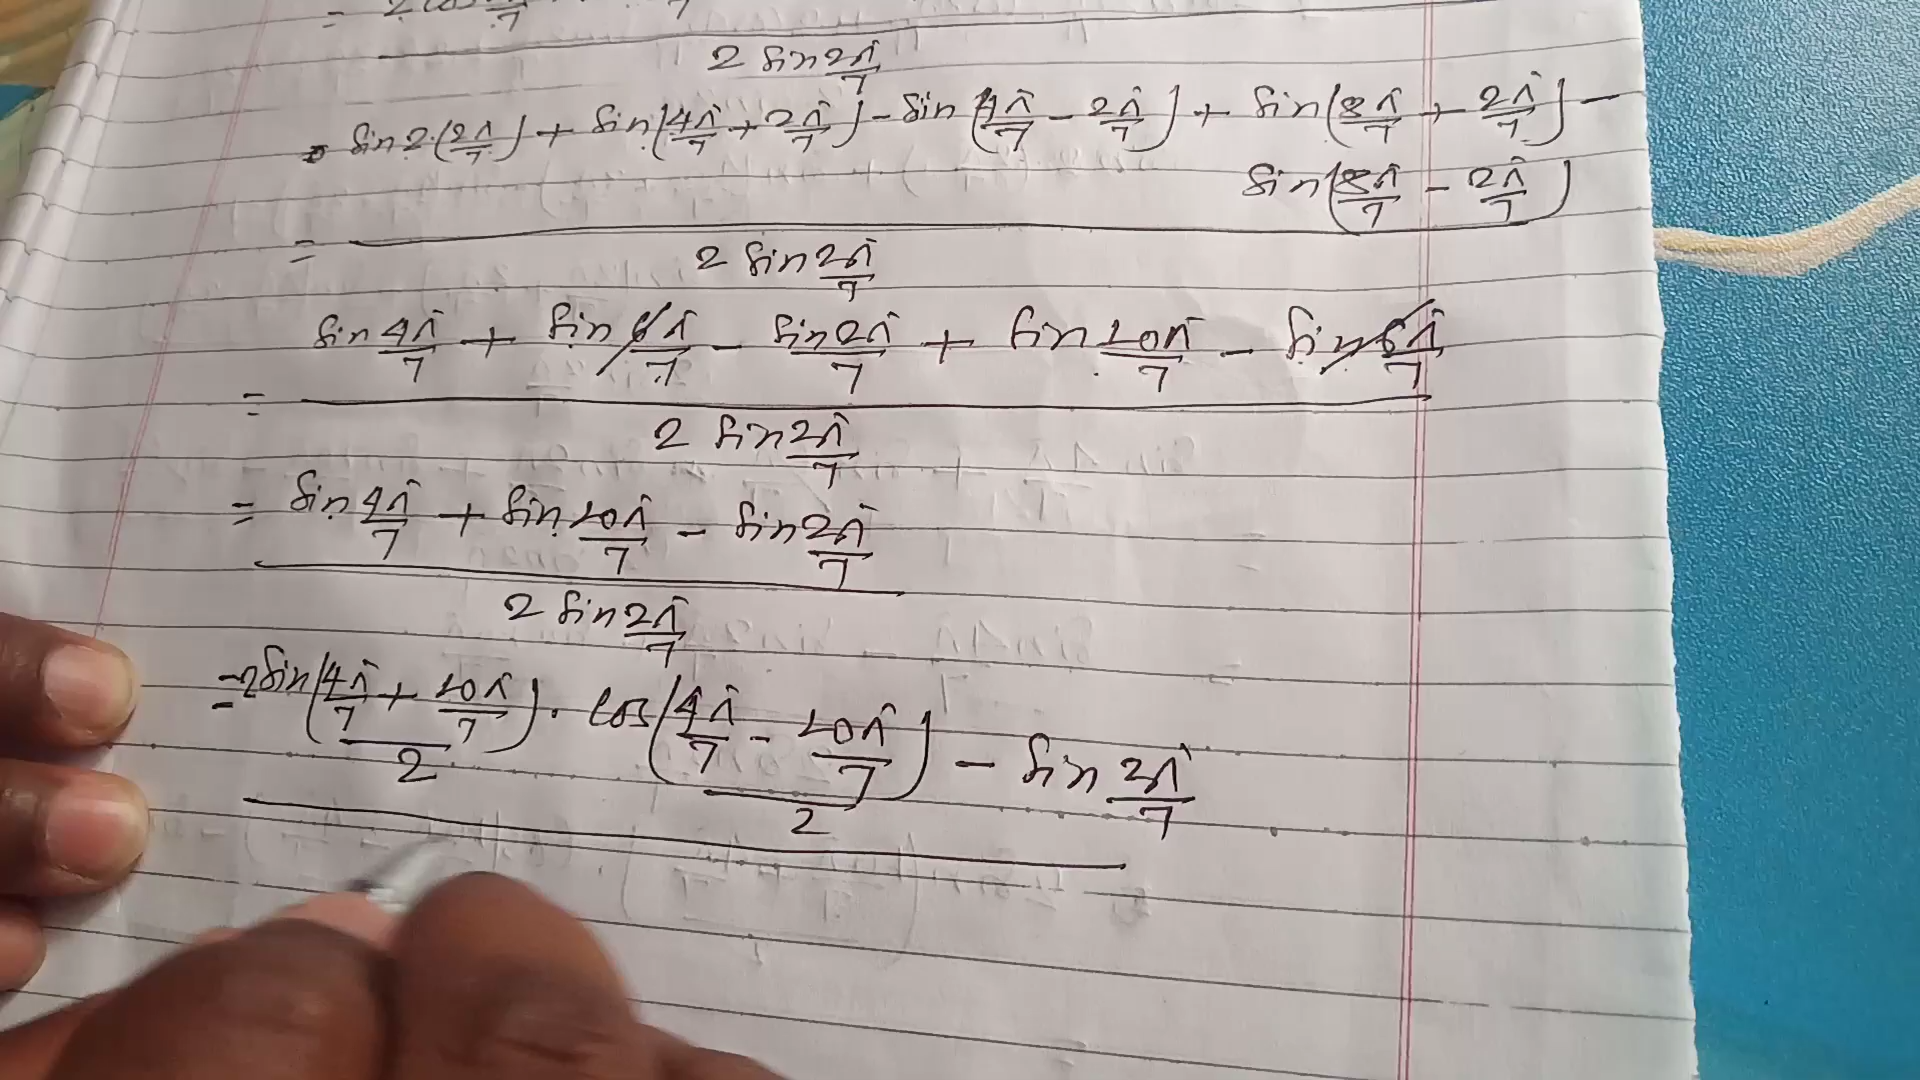 2 sin 2π/7
sin2·(2π/7) + sin(4π/7 + 2π/7) - sin(4π/7 - 2π/7) + sin(8π/7 + 2π/7) -
sin(8π/7 - 2π/7)
=
2 sin 2π/7
sin 4π/7 + sin 6π/7 - sin 2π/7 + sin 10π/7 - sin 6π/7
=
2 sin 2π/7
= sin 4π/7 + sin 10π/7 - sin 2π/7
2 sin 2π/7
= 2 sin(4π/7 + 10π/7)/2 · cos(4π/7 - 10π/7)/2 - sin 2π/7